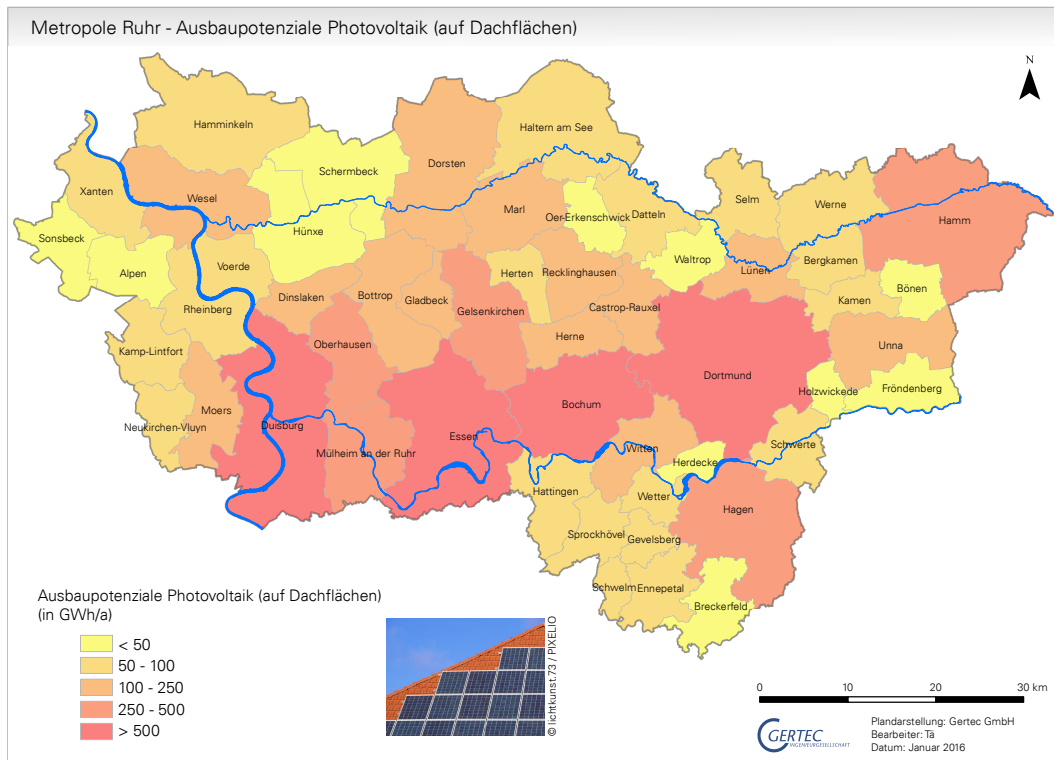 Metropole Ruhr - Ausbaupotenziale Photovoltaik (auf Dachflächen)
N
Hamminkeln
Haltern am See
Dorsten
Schermbeck
Xanten
Wesel
Marl
Oer-Erkenschwick
Datteln
Selm
Werne
Hamm
Sonsbeck
Hünxe
Alpen
Voerde
Waltrop
Lünen
Bergkamen
Herten
Recklinghausen
Bönen
Dinslaken
Bottrop
Gladbeck
Kamen
Rheinberg
Gelsenkirchen
Castrop-Rauxel
Herne
Oberhausen
Unna
Kamp-Lintfort
Dortmund
Holzwickede
Fröndenberg
Moers
Bochum
Neukirchen-Vluyn
Duisburg
Essen
Mülheim an der Ruhr
Witten
Schwerte
Herdecke
Hattingen
Wetter
Hagen
Sprockhövel
Gevelsberg
Schwelm
Ennepetal
Breckerfeld
Ausbaupotenziale Photovoltaik (auf Dachflächen)
(in GWh/a)
< 50
50 - 100
100 - 250
250 - 500
> 500
© lichtkunst.73 / PIXELIO
0 10 20 30 km
GERTEC
INGENIEURGESELLSCHAFT
Plandarstellung: Gertec GmbH
Bearbeiter: Tä
Datum: Januar 2016